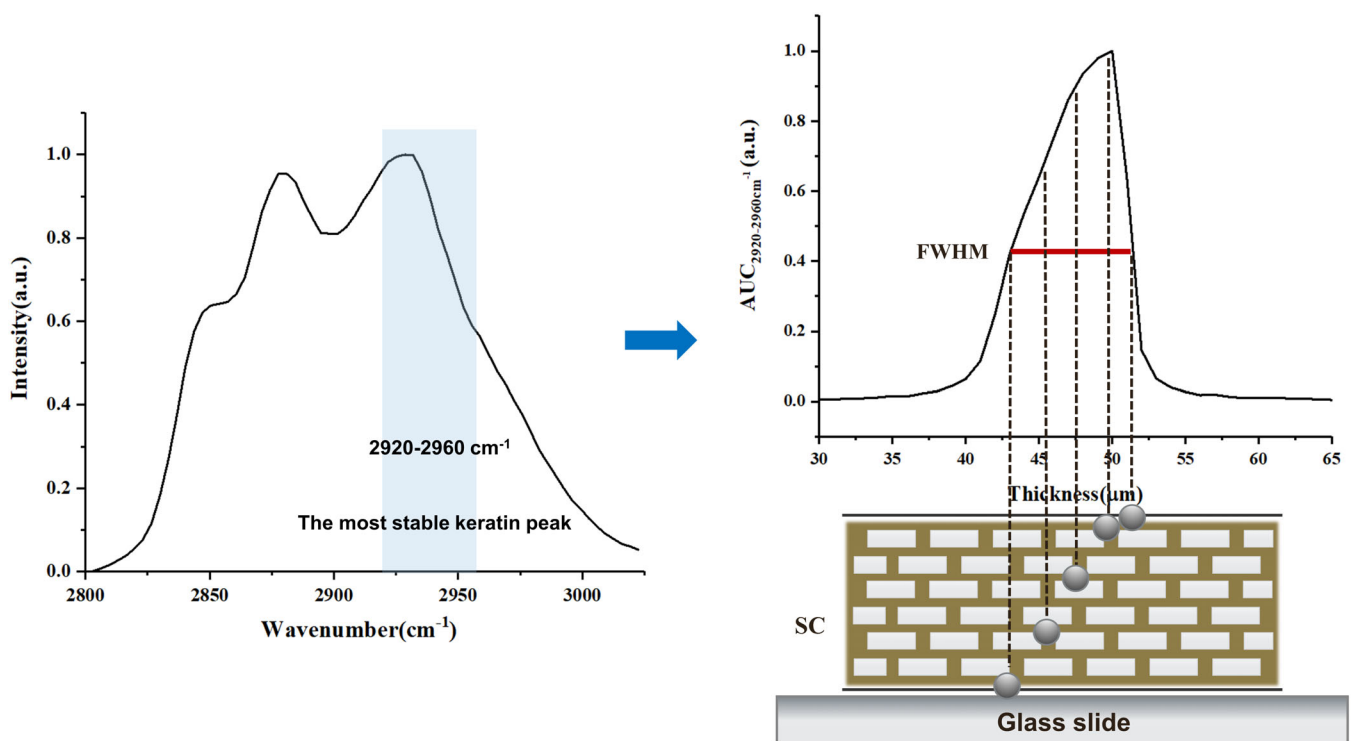 Intensity(a.u.)
1.0
0.8
0.6
0.4
0.2
0.0
2920-2960 cm⁻¹
The most stable keratin peak
2800
2850
2900
2950
3000
Wavenumber(cm⁻¹)
AUC₂₉₂₀₋₂₉₆₀cm⁻¹ (a.u.)
1.0
0.8
0.6
0.4
0.2
0.0
FWHM
30
35
40
45
50
55
60
65
Thickness(μm)
SC
Glass slide